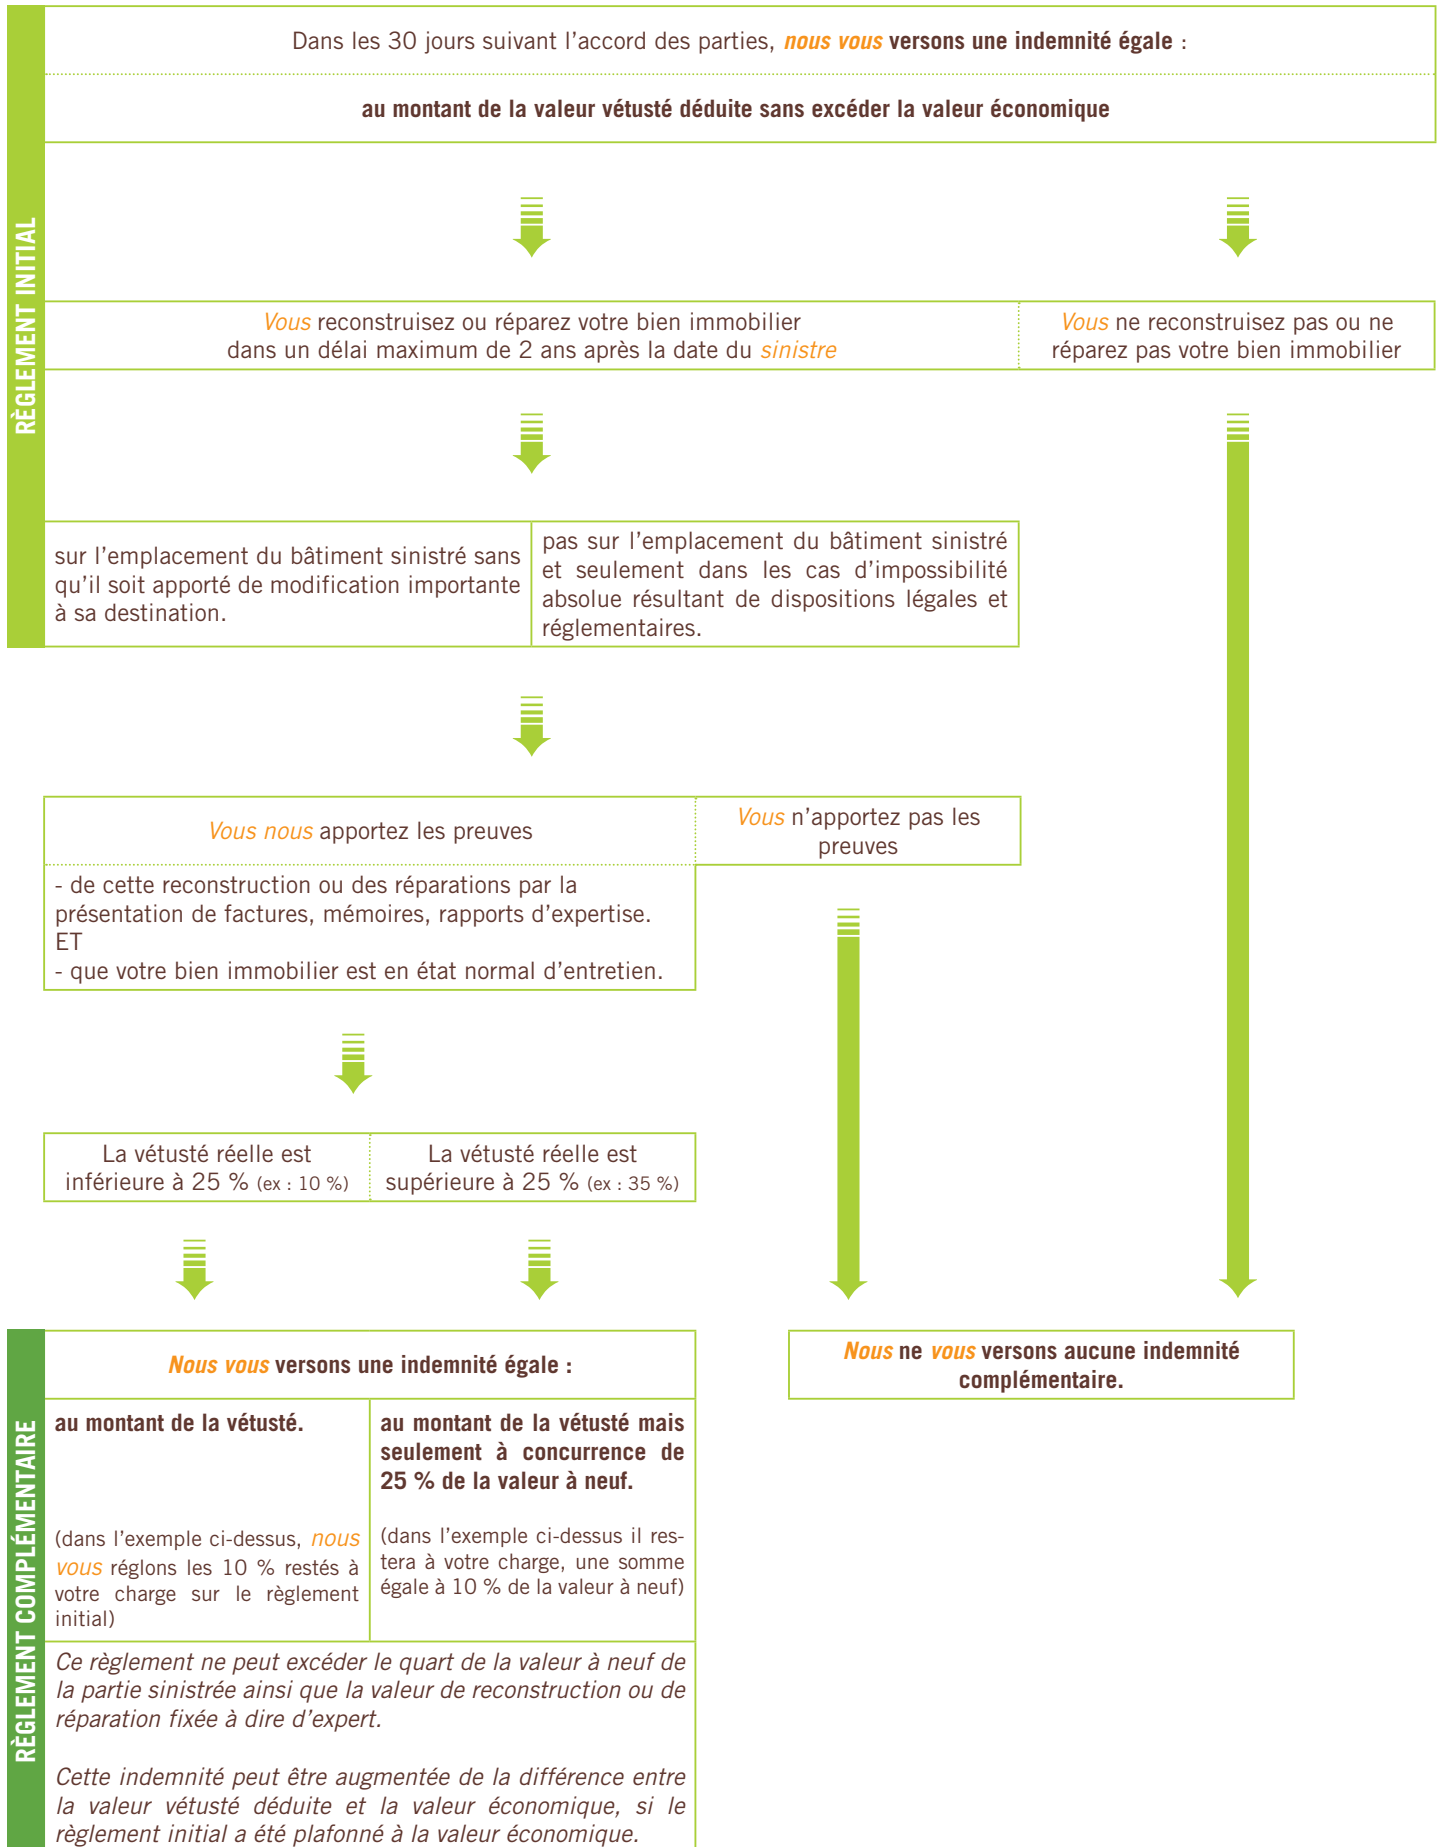 RÈGLEMENT INITIAL
Dans les 30 jours suivant l'accord des parties, nous vous versons une indemnité égale :
au montant de la valeur vétusté déduite sans excéder la valeur économique
Vous reconstruisez ou réparez votre bien immobilier
dans un délai maximum de 2 ans après la date du sinistre
Vous ne reconstruisez pas ou ne
réparez pas votre bien immobilier
sur l'emplacement du bâtiment sinistré sans
qu'il soit apporté de modification importante
à sa destination.
pas sur l'emplacement du bâtiment sinistré
et seulement dans les cas d'impossibilité
absolue résultant de dispositions légales et
réglementaires.
Vous nous apportez les preuves
Vous n'apportez pas les
preuves
- de cette reconstruction ou des réparations par la
présentation de factures, mémoires, rapports d'expertise.
ET
- que votre bien immobilier est en état normal d'entretien.
La vétusté réelle est
inférieure à 25 % (ex : 10 %)
La vétusté réelle est
supérieure à 25 % (ex : 35 %)
RÈGLEMENT COMPLÉMENTAIRE
Nous vous versons une indemnité égale :
au montant de la vétusté.
(dans l'exemple ci-dessus, nous
vous réglons les 10 % restés à
votre charge sur le règlement
initial)
au montant de la vétusté mais
seulement à concurrence de
25 % de la valeur à neuf.
(dans l'exemple ci-dessus il res-
tera à votre charge, une somme
égale à 10 % de la valeur à neuf)
Ce règlement ne peut excéder le quart de la valeur à neuf de
la partie sinistrée ainsi que la valeur de reconstruction ou de
réparation fixée à dire d'expert.
Cette indemnité peut être augmentée de la différence entre
la valeur vétusté déduite et la valeur économique, si le
règlement initial a été plafonné à la valeur économique.
Nous ne vous versons aucune indemnité
complémentaire.